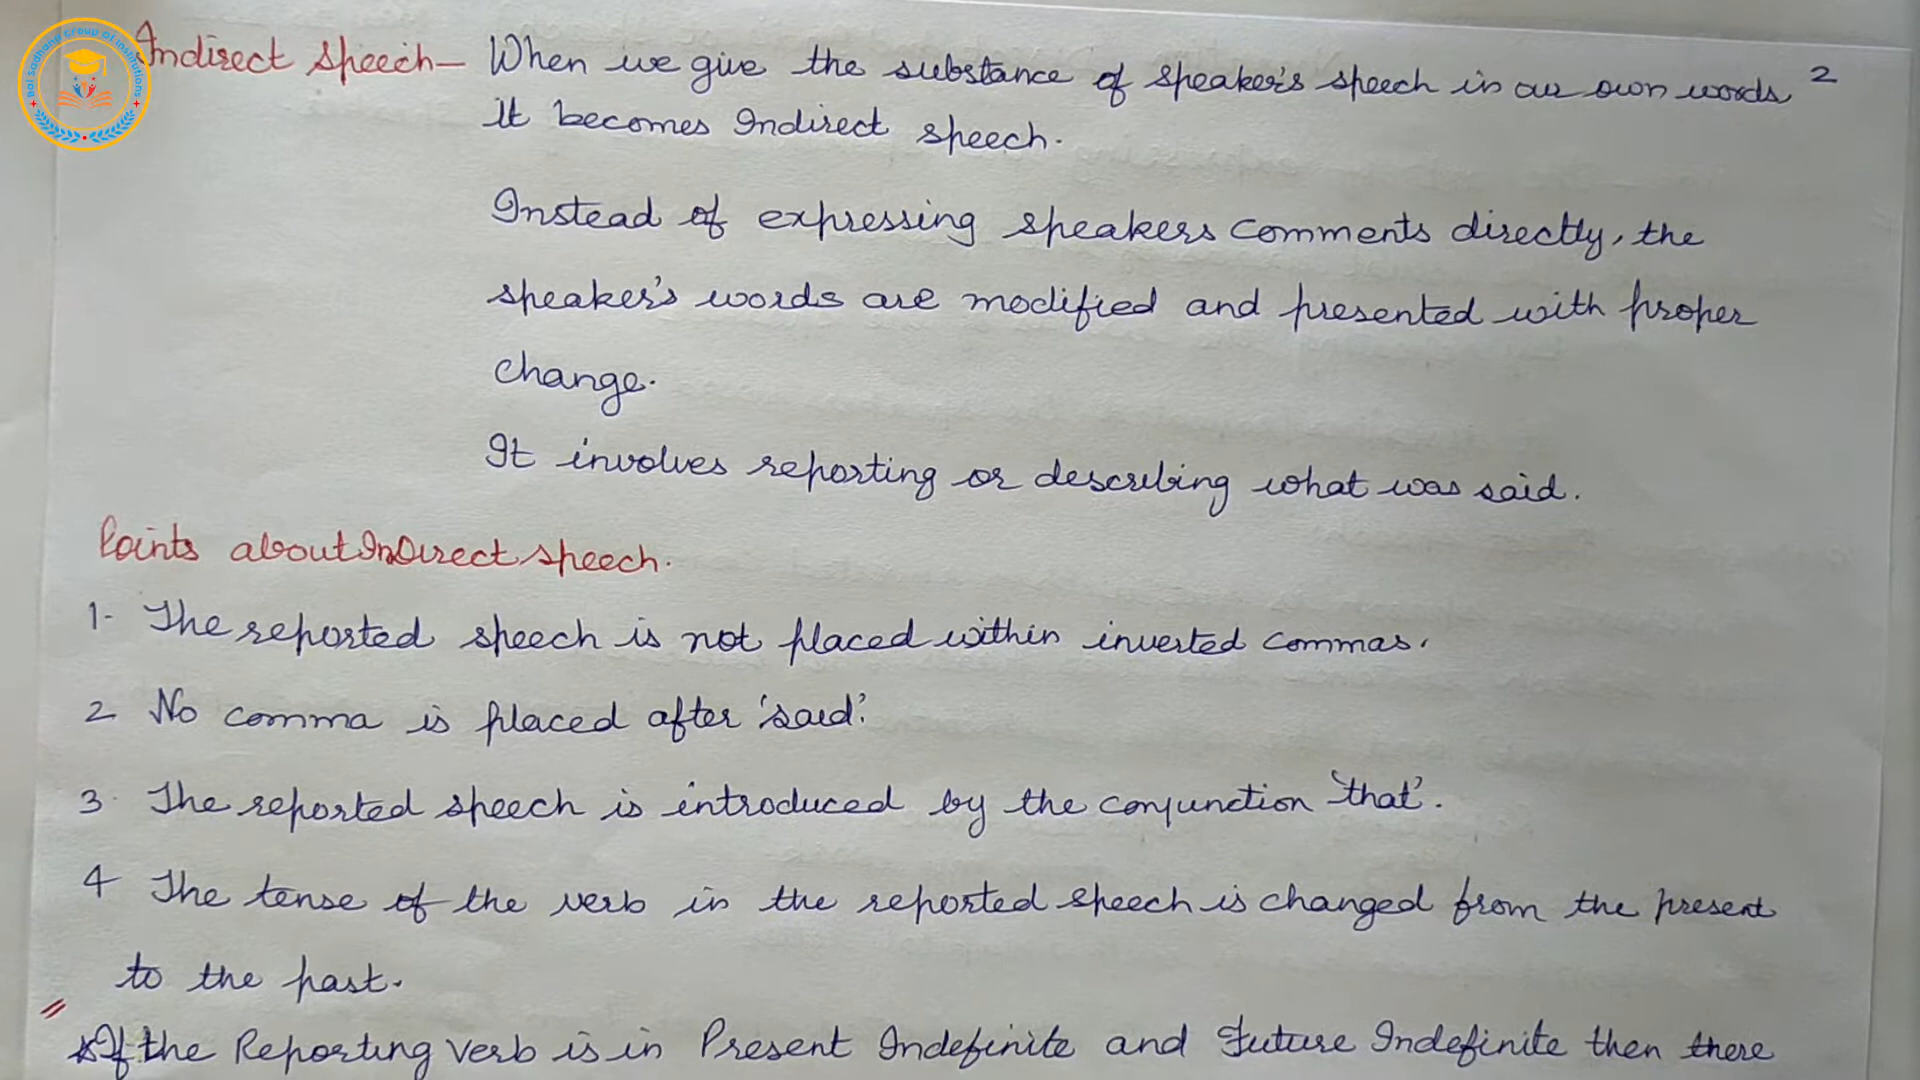 Bal Sadhana Group of Institutions
Indirect Speech— When we give the substance of speaker's speech in our own words 2
it becomes Indirect speech.
Instead of expressing speakers comments directly, the
speaker's words are modified and presented with proper
change.
It involves reporting or describing what was said.
Points about InDirect speech.
1- The reported speech is not placed within inverted commas.
2 No comma is placed after 'said'.
3. The reported speech is introduced by the conjunction 'that'.
4 The tense of the verb in the reported speech is changed from the present
to the past.
If the Reporting verb is in Present Indefinite and Future Indefinite then there